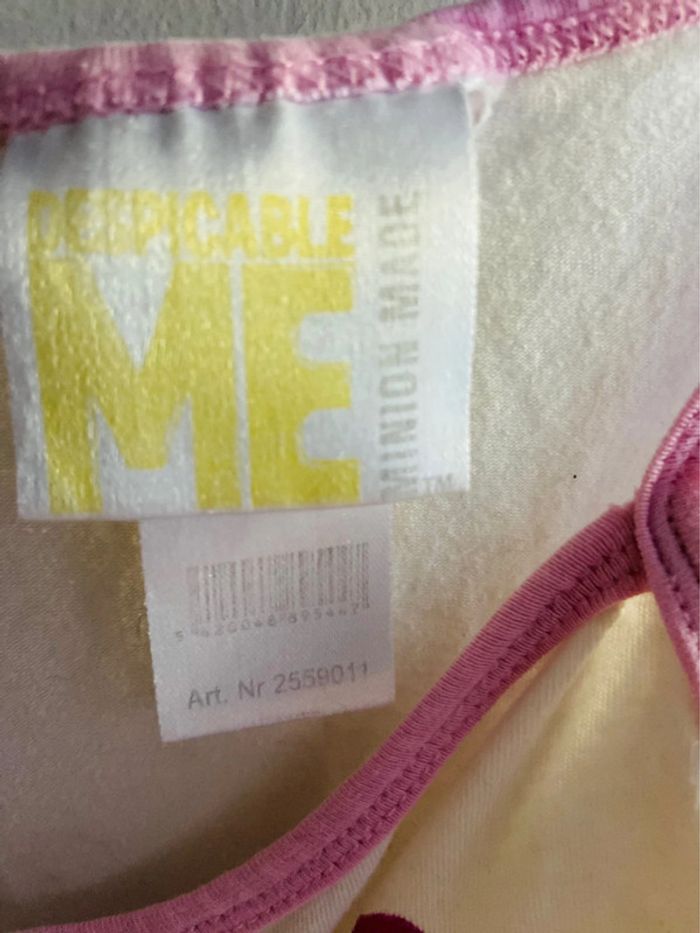 DESPICABLE
ME
MINION MADE
TM
Art. Nr 2559011